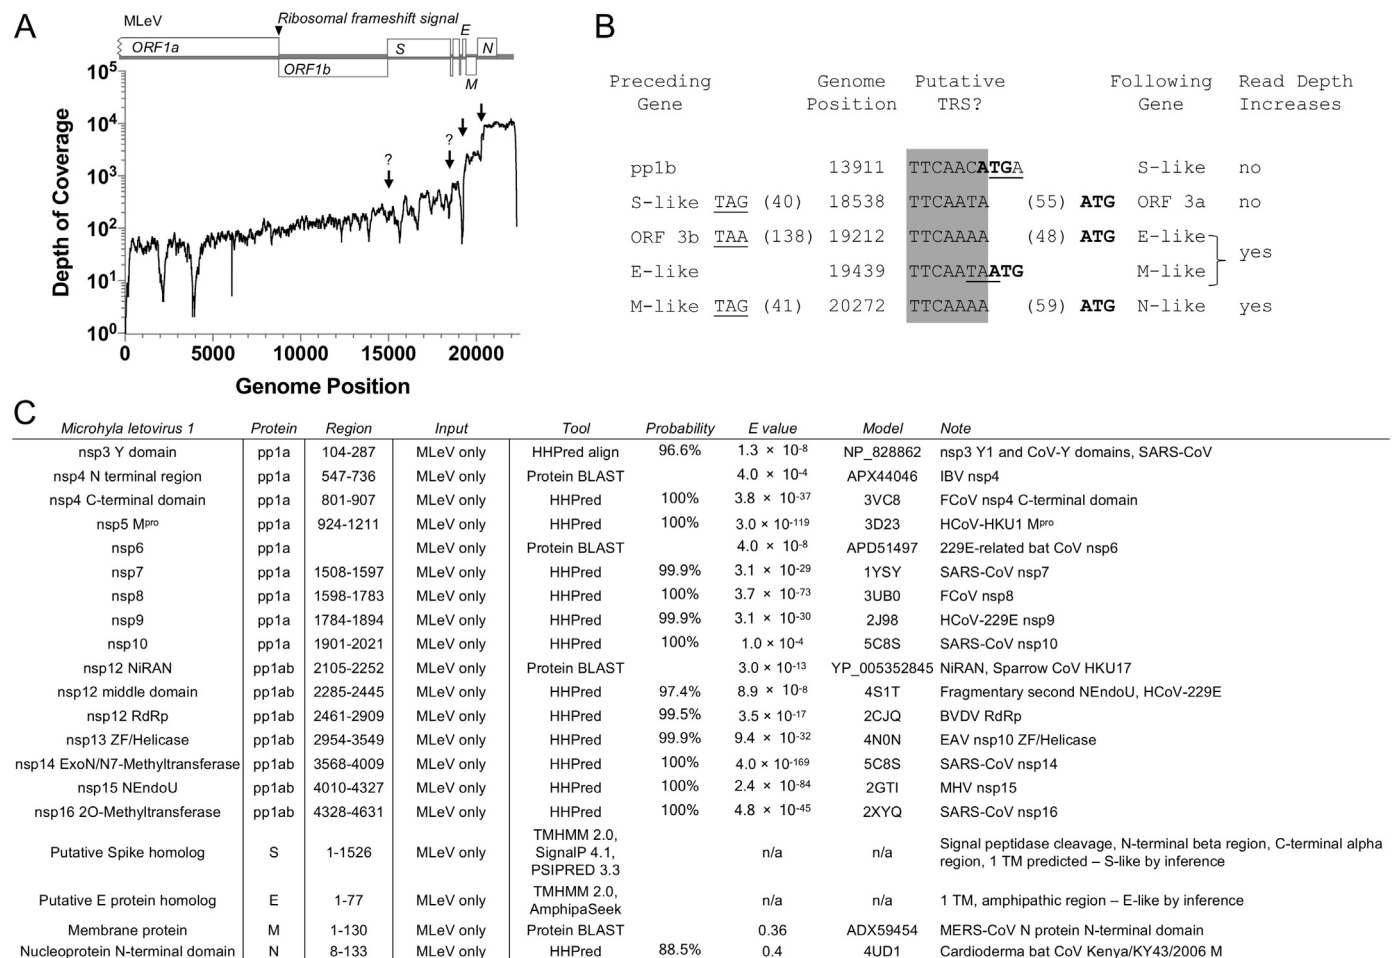 A
MLeV
Ribosomal frameshift signal
E
ORF1a
S
N
ORF1b
M
10⁵
10⁴
10³
10²
10¹
10⁰
Depth of Coverage
?
?
0 5000 10000 15000 20000
Genome Position
B
Preceding Gene Genome Position Putative TRS? Following Gene Read Depth Increases
pp1b 13911 TTCAACATGA S-like no
S-like TAG (40) 18538 TTCAATA (55) ATG ORF 3a no
ORF 3b TAA (138) 19212 TTCAAAA (48) ATG E-like
yes
E-like 19439 TTCAATAATG M-like
M-like TAG (41) 20272 TTCAAAA (59) ATG N-like yes
C
Microhyla letovirus 1 Protein Region Input Tool Probability E value Model Note
nsp3 Y domain pp1a 104-287 MLeV only HHPred align 96.6% 1.3 × 10⁻⁸ NP_828862 nsp3 Y1 and CoV-Y domains, SARS-CoV
nsp4 N terminal region pp1a 547-736 MLeV only Protein BLAST 4.0 × 10⁻⁴ APX44046 IBV nsp4
nsp4 C-terminal domain pp1a 801-907 MLeV only HHPred 100% 3.8 × 10⁻³⁷ 3VC8 FCoV nsp4 C-terminal domain
nsp5 Mᵖʳᵒ pp1a 924-1211 MLeV only HHPred 100% 3.0 × 10⁻¹¹⁹ 3D23 HCoV-HKU1 Mᵖʳᵒ
nsp6 pp1a MLeV only Protein BLAST 4.0 × 10⁻⁸ APD51497 229E-related bat CoV nsp6
nsp7 pp1a 1508-1597 MLeV only HHPred 99.9% 3.1 × 10⁻²⁹ 1YSY SARS-CoV nsp7
nsp8 pp1a 1598-1783 MLeV only HHPred 100% 3.7 × 10⁻⁷³ 3UB0 FCoV nsp8
nsp9 pp1a 1784-1894 MLeV only HHPred 99.9% 3.1 × 10⁻³⁰ 2J98 HCoV-229E nsp9
nsp10 pp1a 1901-2021 MLeV only HHPred 100% 1.0 × 10⁻⁴ 5C8S SARS-CoV nsp10
nsp12 NiRAN pp1ab 2105-2252 MLeV only Protein BLAST 3.0 × 10⁻¹³ YP_005352845 NiRAN, Sparrow CoV HKU17
nsp12 middle domain pp1ab 2285-2445 MLeV only HHPred 97.4% 8.9 × 10⁻⁸ 4S1T Fragmentary second NEndoU, HCoV-229E
nsp12 RdRp pp1ab 2461-2909 MLeV only HHPred 99.5% 3.5 × 10⁻¹⁷ 2CJQ BVDV RdRp
nsp13 ZF/Helicase pp1ab 2954-3549 MLeV only HHPred 99.9% 9.4 × 10⁻³² 4N0N EAV nsp10 ZF/Helicase
nsp14 ExoN/N7-Methyltransferase pp1ab 3568-4009 MLeV only HHPred 100% 4.0 × 10⁻¹⁶⁹ 5C8S SARS-CoV nsp14
nsp15 NEndoU pp1ab 4010-4327 MLeV only HHPred 100% 2.4 × 10⁻⁸⁴ 2GTI MHV nsp15
nsp16 2O-Methyltransferase pp1ab 4328-4631 MLeV only HHPred 100% 4.8 × 10⁻⁴⁵ 2XYQ SARS-CoV nsp16
Putative Spike homolog S 1-1526 MLeV only TMHMM 2.0, SignalP 4.1, PSIPRED 3.3 n/a n/a Signal peptidase cleavage, N-terminal beta region, C-terminal alpha region, 1 TM predicted – S-like by inference
Putative E protein homolog E 1-77 MLeV only TMHMM 2.0, AmphipaSeek n/a n/a 1 TM, amphipathic region – E-like by inference
Membrane protein M 1-130 MLeV only Protein BLAST 0.36 ADX59454 MERS-CoV N protein N-terminal domain
Nucleoprotein N-terminal domain N 8-133 MLeV only HHPred 88.5% 0.4 4UD1 Cardioderma bat CoV Kenya/KY43/2006 M